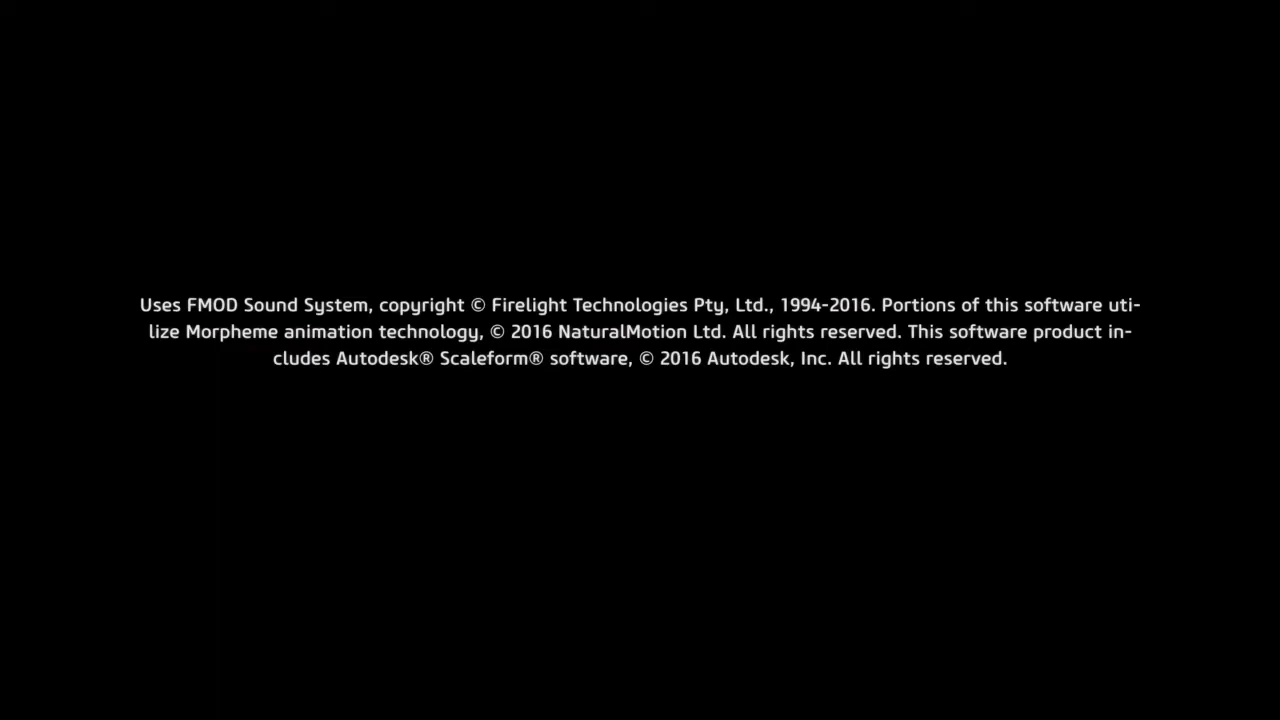 Uses FMOD Sound System, copyright © Firelight Technologies Pty, Ltd., 1994-2016. Portions of this software uti-
lize Morpheme animation technology, © 2016 NaturalMotion Ltd. All rights reserved. This software product in-
cludes Autodesk® Scaleform® software, © 2016 Autodesk, Inc. All rights reserved.